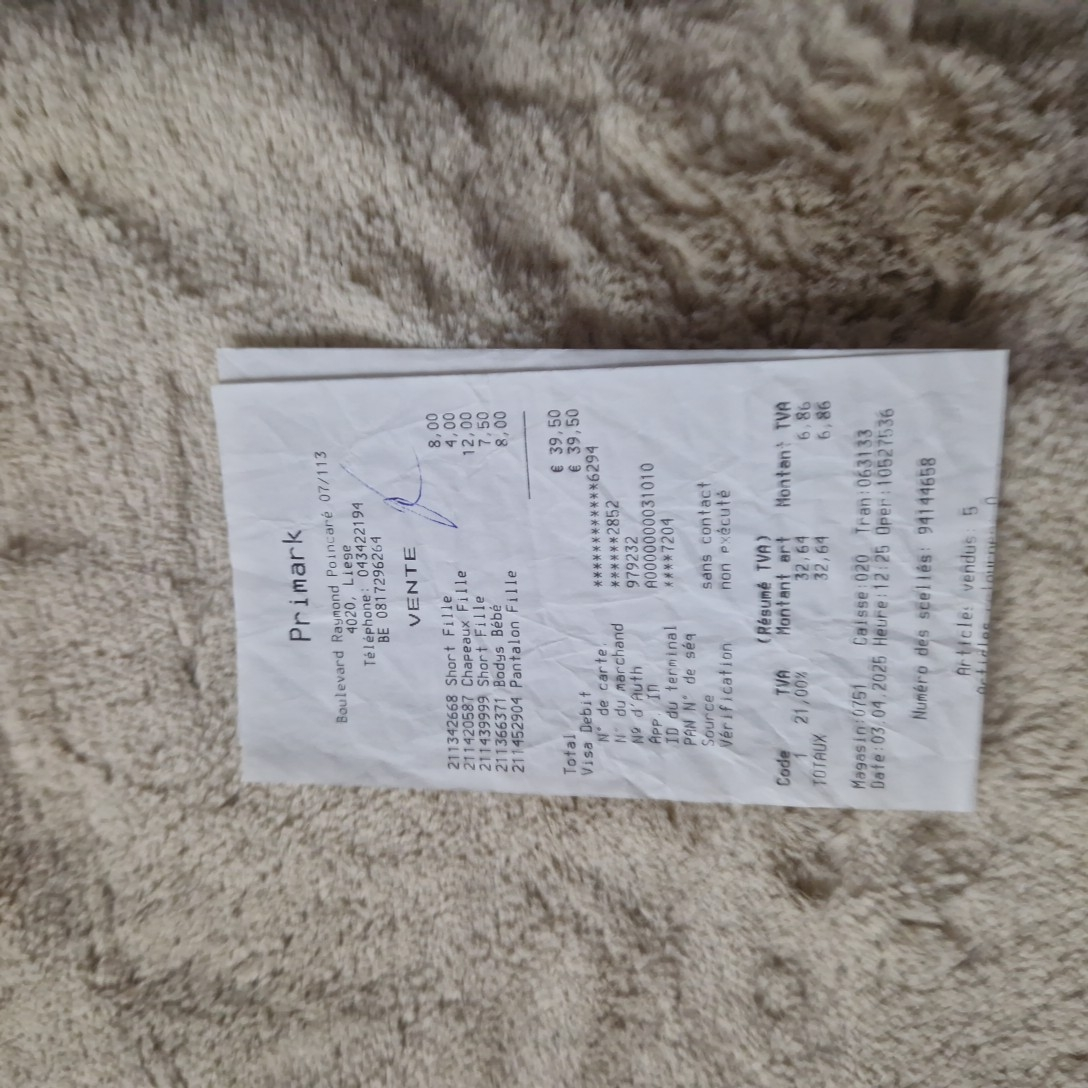 Primark
Boulevard Raymond Poincaré 07/113
4020, Liege
Téléphone: 043422194
BE 0817296264
VENTE
211342668 Short Fille 8,00
211420587 Chapeaux Fille 4,00
211439999 Short Fille 12,00
211366371 Bodys Bébé 7,50
211452904 Pantalon Fille 8,00
Total € 39,50
Visa Debit € 39,50
N° de carte. ************6294
N° du marchand ******2852
N° d'Auth 979232
App. ID A0000000031010
ID du terminal ****7204
PAN N° de séq
Source sans contact
Vérification non exécuté
(Résumé TVA)
Code TVA Montant art Montant TVA
1 21,00% 32,64 6,86
TOTAUX 32,64 6,86
Magasin:0751 Caisse:020 Tran:063133
Date:03.04.2025 Heure:12:25 Oper:10527536
Numéro des scellés: 94144658
Articles vendus: 5